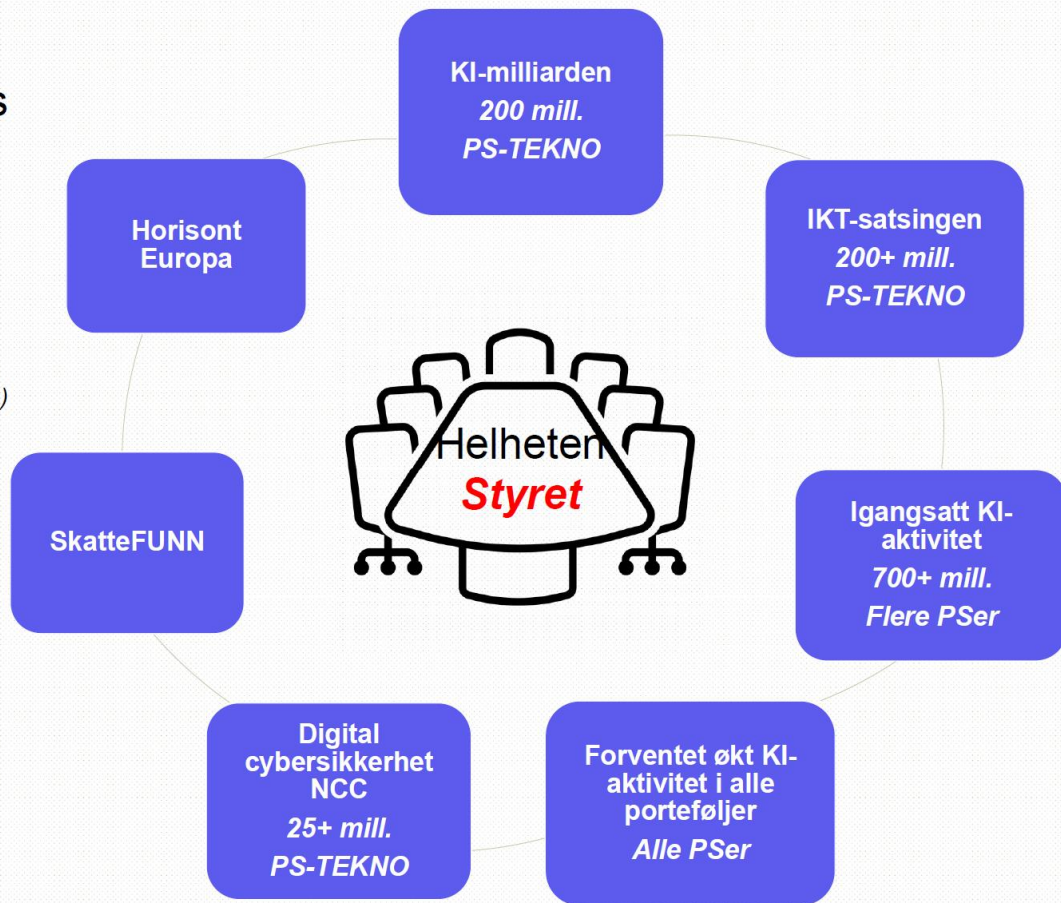 s
KI-milliarden
200 mill.
PS-TEKNO
IKT-satsingen
200+ mill.
PS-TEKNO
Igangsatt KI-
aktivitet
700+ mill.
Flere PSer
Forventet økt KI-
aktivitet i alle
porteføljer
Alle PSer
Digital
cybersikkerhet
NCC
25+ mill.
PS-TEKNO
SkatteFUNN
)
Horisont
Europa
Helheten
Styret